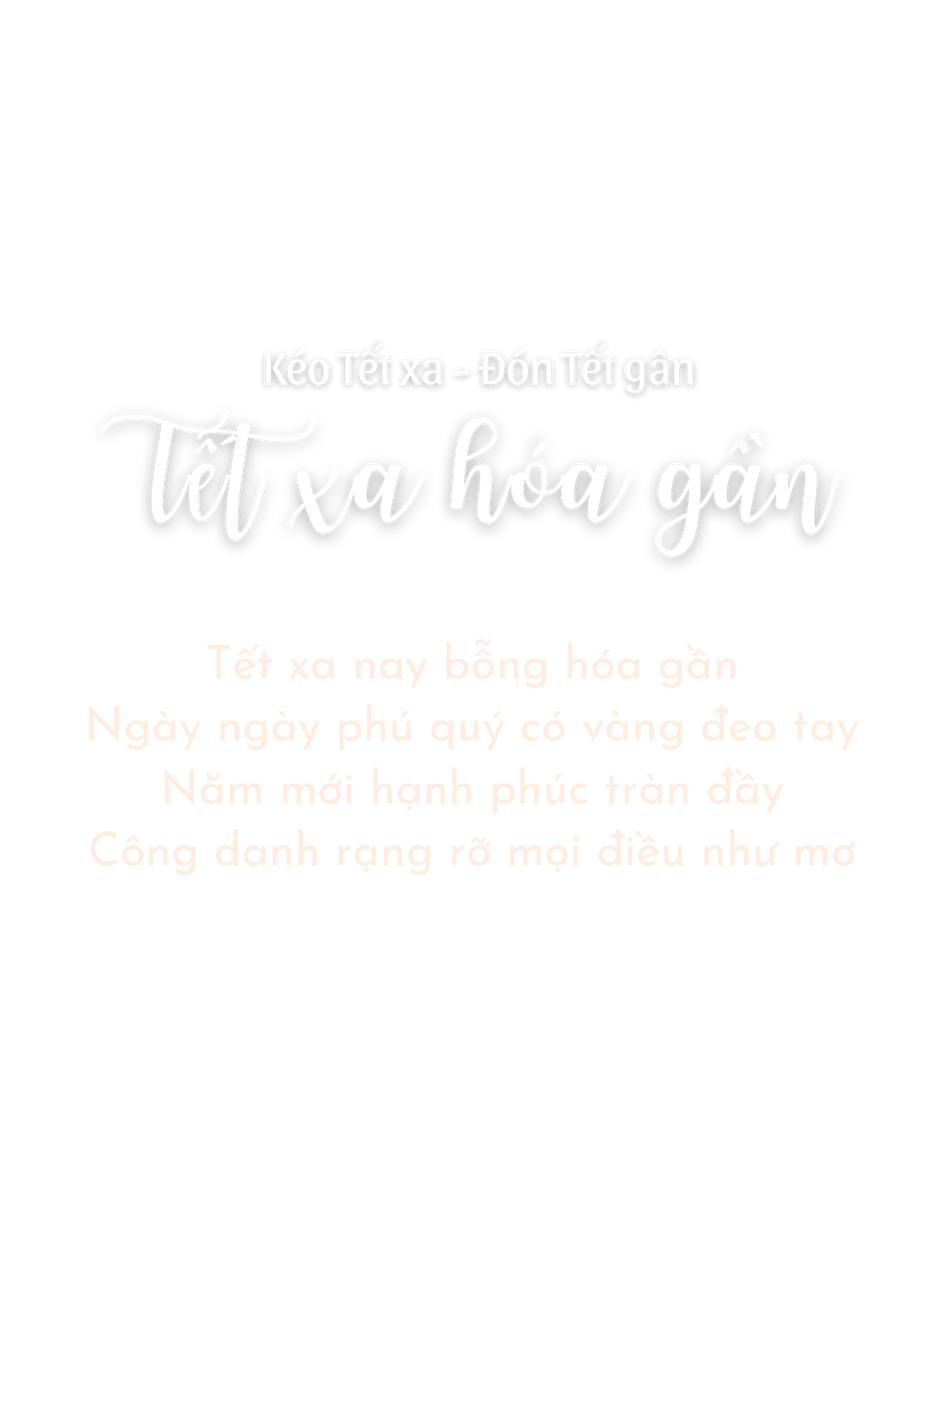 Kéo Tết xa - Đón Tết gân
Tết xa hóa gần
Tết xa nay bỗng hóa gần
Ngày ngày phú quý có vàng đeo tay
Năm mới hạnh phúc tràn đầy
Công danh rạng rỡ mọi điều như mơ